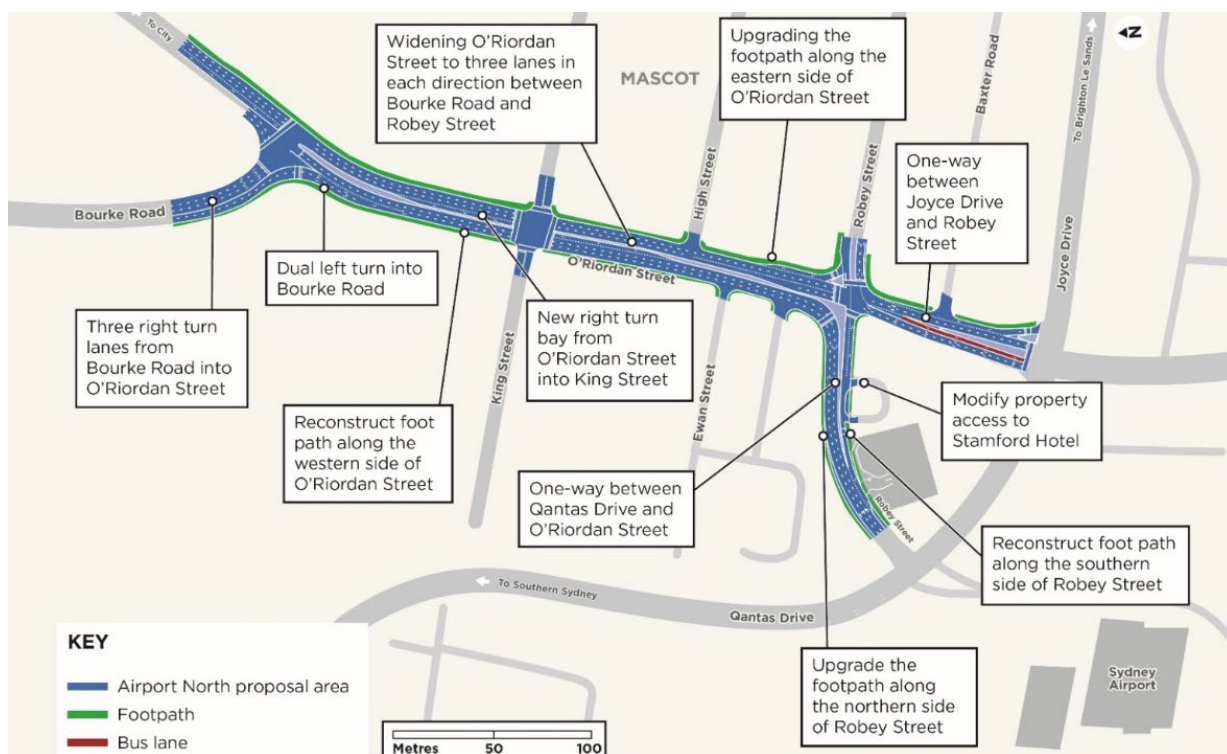 To City
Widening O'Riordan
Street to three lanes in
each direction between
Bourke Road and
Robey Street
MASCOT
Upgrading the
footpath along the
eastern side of
O'Riordan Street
N
Baxter Road
To Brighton Le Sands
High Street
Robey Street
One-way
between
Joyce Drive
and Robey
Street
Joyce Drive
Bourke Road
O'Riordan Street
Dual left turn into
Bourke Road
Three right turn
lanes from
Bourke Road into
O'Riordan Street
King Street
New right turn
bay from
O'Riordan Street
into King Street
Ewan Street
Modify property
access to
Stamford Hotel
Reconstruct foot
path along the
western side of
O'Riordan Street
One-way between
Qantas Drive and
O'Riordan Street
Robey Street
Reconstruct foot path
along the southern
side of Robey Street
To Southern Sydney
Qantas Drive
Upgrade the
footpath along
the northern side
of Robey Street
Sydney
Airport
KEY
Airport North proposal area
Footpath
Bus lane
Metres 50 100